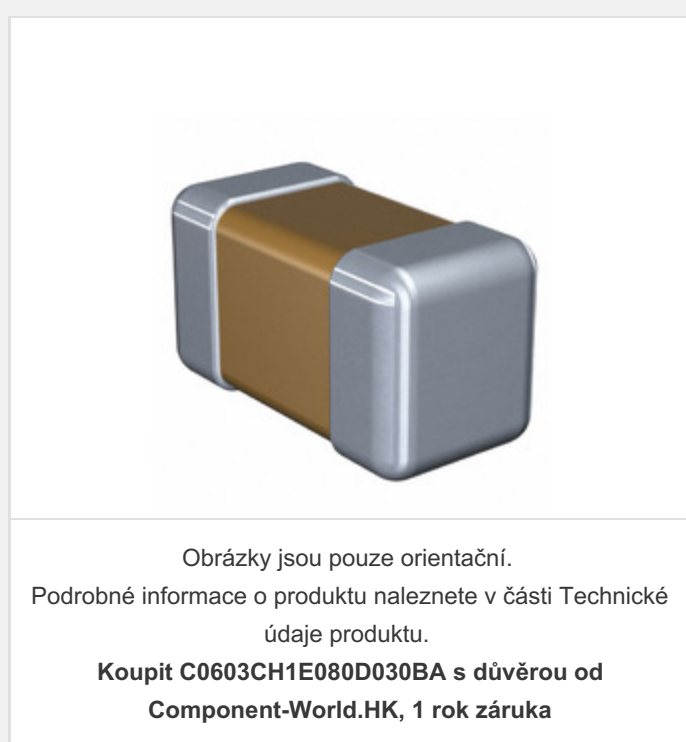 Obrázky jsou pouze orientační.
Podrobné informace o produktu naleznete v části Technické
údaje produktu.
Koupit C0603CH1E080D030BA s důvěrou od
Component-World.HK, 1 rok záruka